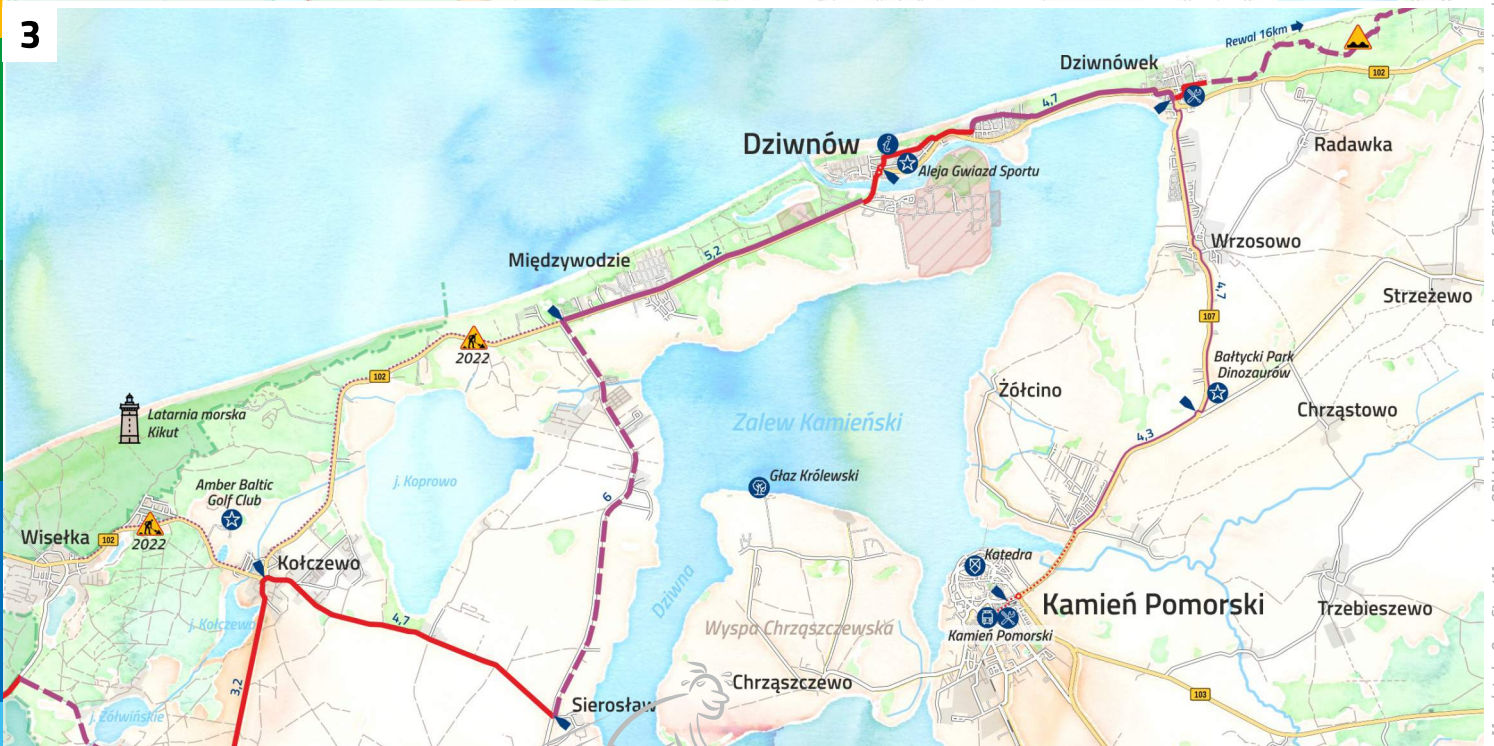 3
Rewal 16km
Dziwnówek
102
4,7
Dziwnów
Radawka
Aleja Gwiazd Sportu
Wrzosowo
5,2
Międzywodzie
4,7
Strzeżewo
107
2022
Bałtycki Park
Dinozaurów
102
Żółcino
Chrząstowo
Latarnia morska
Kikut
Zalew Kamieński
4,3
Głaz Królewski
j. Koprowo
Amber Baltic
Golf Club
6
Wisełka
102
2022
Kołczewo
Katedra
Dziwna
Kamień Pomorski
Trzebieszewo
j. Kołczewo
4,7
Wyspa Chrząszczewska
Kamień Pomorski
3,2
Chrząszczewo
103
Sierosław
j. Żółwińskie